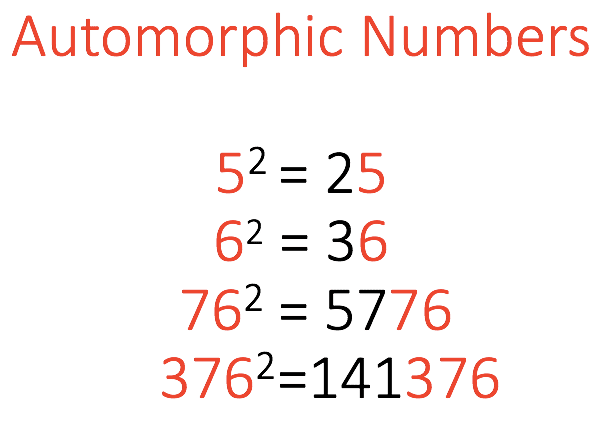 Automorphic Numbers
5² = 25
6² = 36
76² = 5776
376²=141376